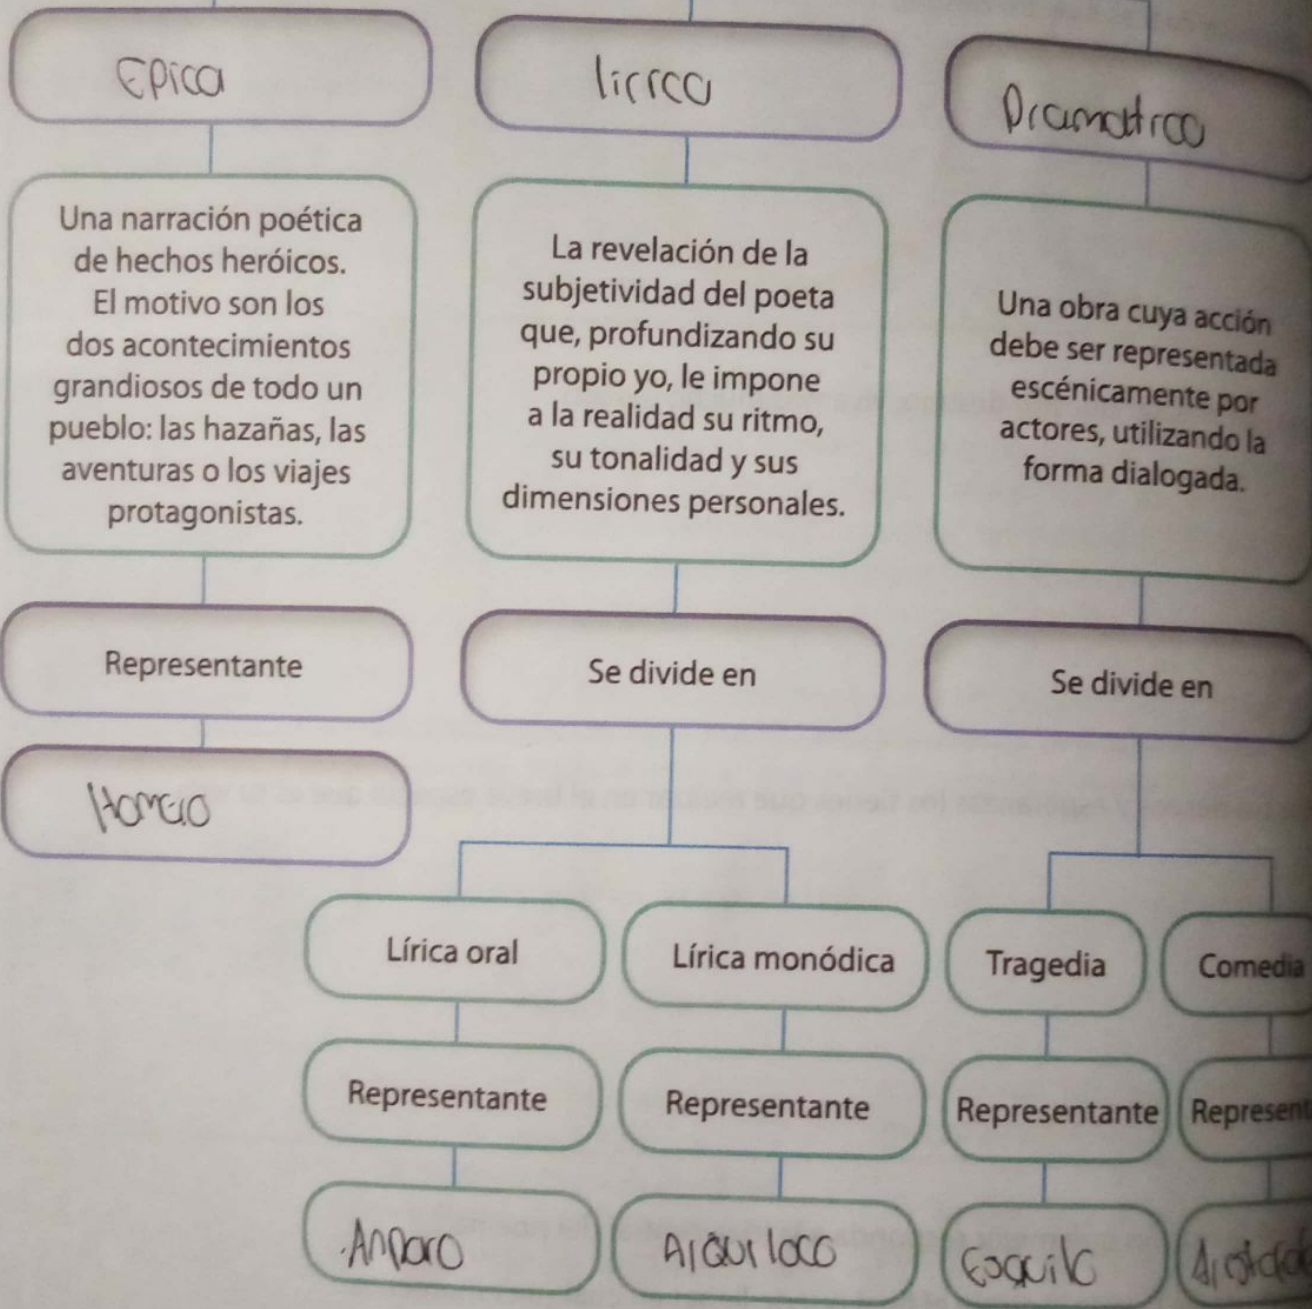 Epica
lirica
Dramatica
Una narración poética
de hechos heróicos.
El motivo son los
dos acontecimientos
grandiosos de todo un
pueblo: las hazañas, las
aventuras o los viajes
protagonistas.
La revelación de la
subjetividad del poeta
que, profundizando su
propio yo, le impone
a la realidad su ritmo,
su tonalidad y sus
dimensiones personales.
Una obra cuya acción
debe ser representada
escénicamente por
actores, utilizando la
forma dialogada.
Representante
Se divide en
Se divide en
Homero
Lírica oral
Lírica monódica
Tragedia
Comedia
Representante
Representante
Representante
Represent
Arquiloco
Esquilo